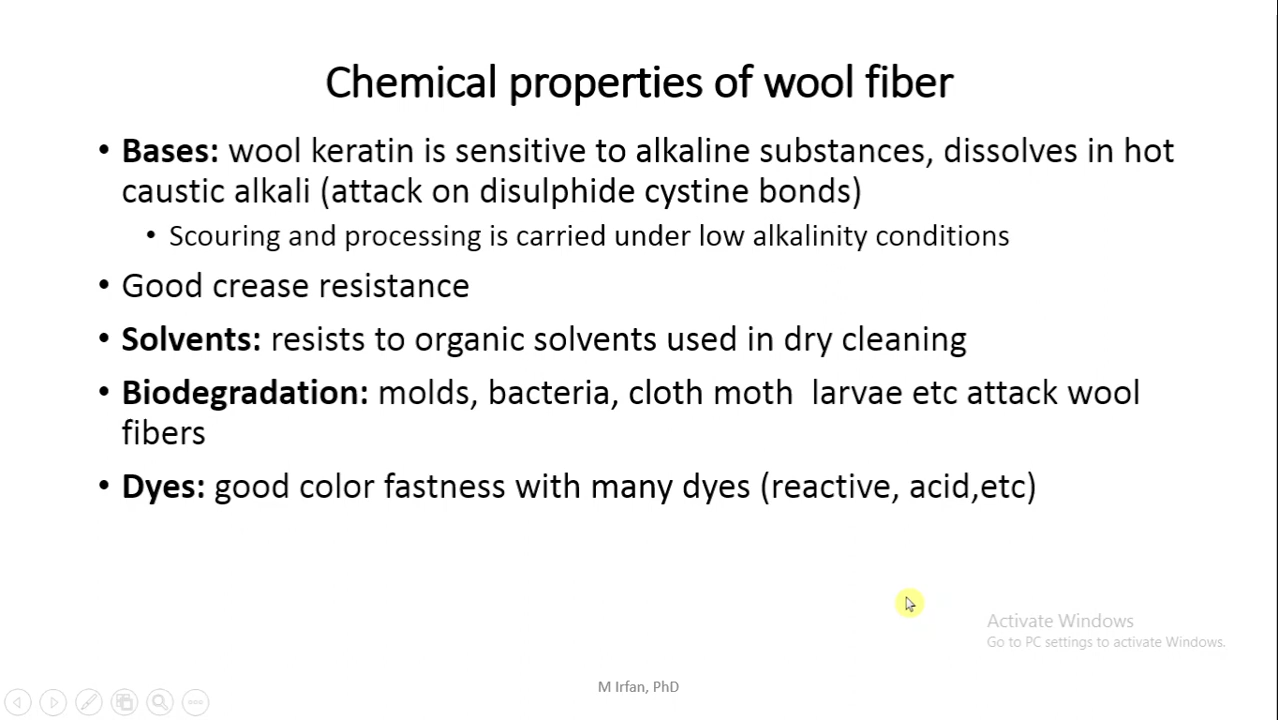 Chemical properties of wool fiber
• Bases: wool keratin is sensitive to alkaline substances, dissolves in hot
caustic alkali (attack on disulphide cystine bonds)
• Scouring and processing is carried under low alkalinity conditions
• Good crease resistance
• Solvents: resists to organic solvents used in dry cleaning
• Biodegradation: molds, bacteria, cloth moth  larvae etc attack wool
fibers
• Dyes: good color fastness with many dyes (reactive, acid,etc)
Activate Windows
Go to PC settings to activate Windows.
M Irfan, PhD